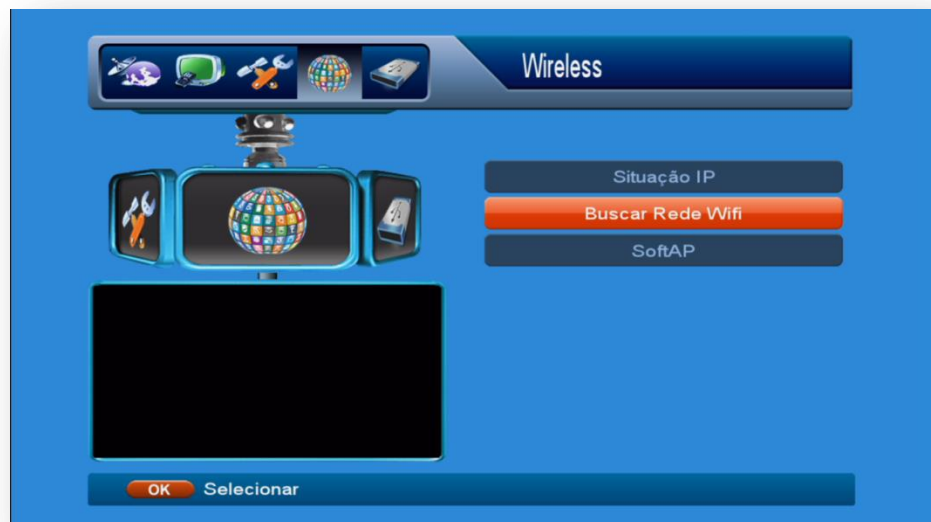 Wireless
Situação IP
Buscar Rede Wifi
SoftAP
OK Selecionar